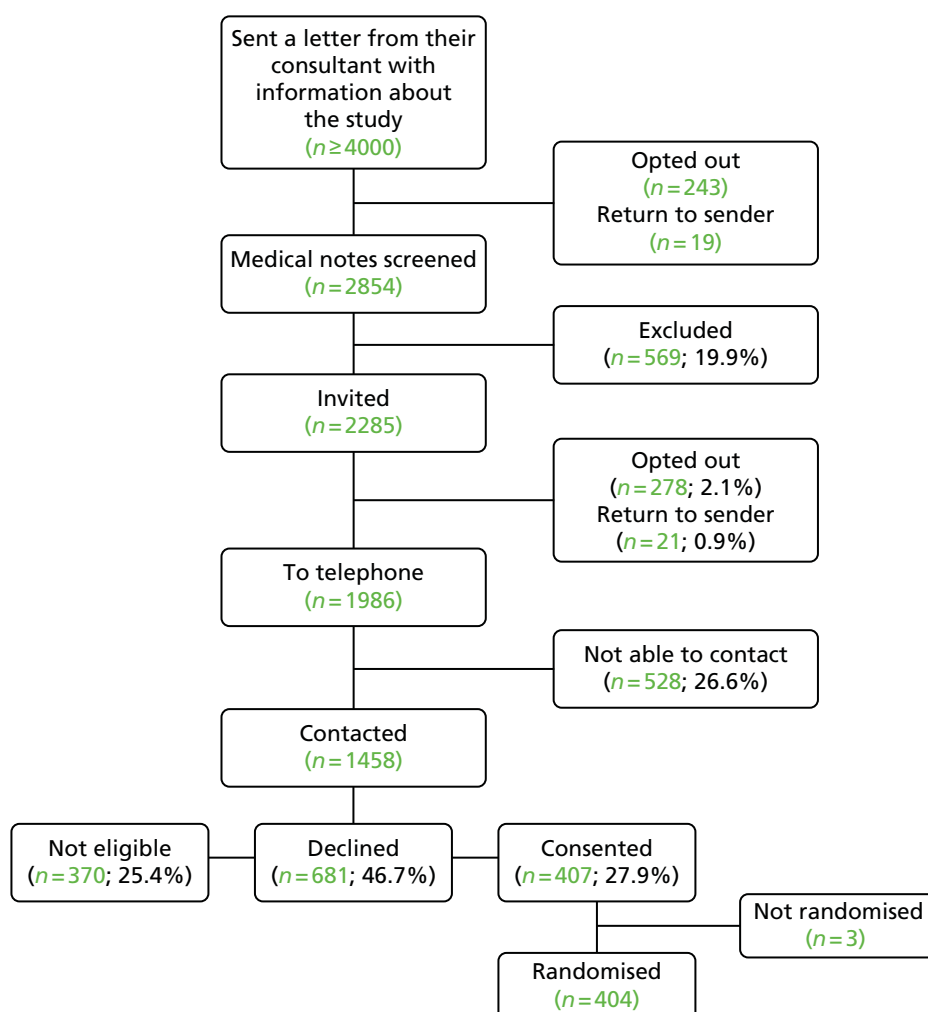 Sent a letter from their
consultant with
information about
the study
(n≥4000)
Opted out
(n=243)
Return to sender
(n=19)
Medical notes screened
(n=2854)
Excluded
(n=569; 19.9%)
Invited
(n=2285)
Opted out
(n=278; 2.1%)
Return to sender
(n=21; 0.9%)
To telephone
(n=1986)
Not able to contact
(n=528; 26.6%)
Contacted
(n=1458)
Not eligible
(n=370; 25.4%)
Declined
(n=681; 46.7%)
Consented
(n=407; 27.9%)
Not randomised
(n=3)
Randomised
(n=404)